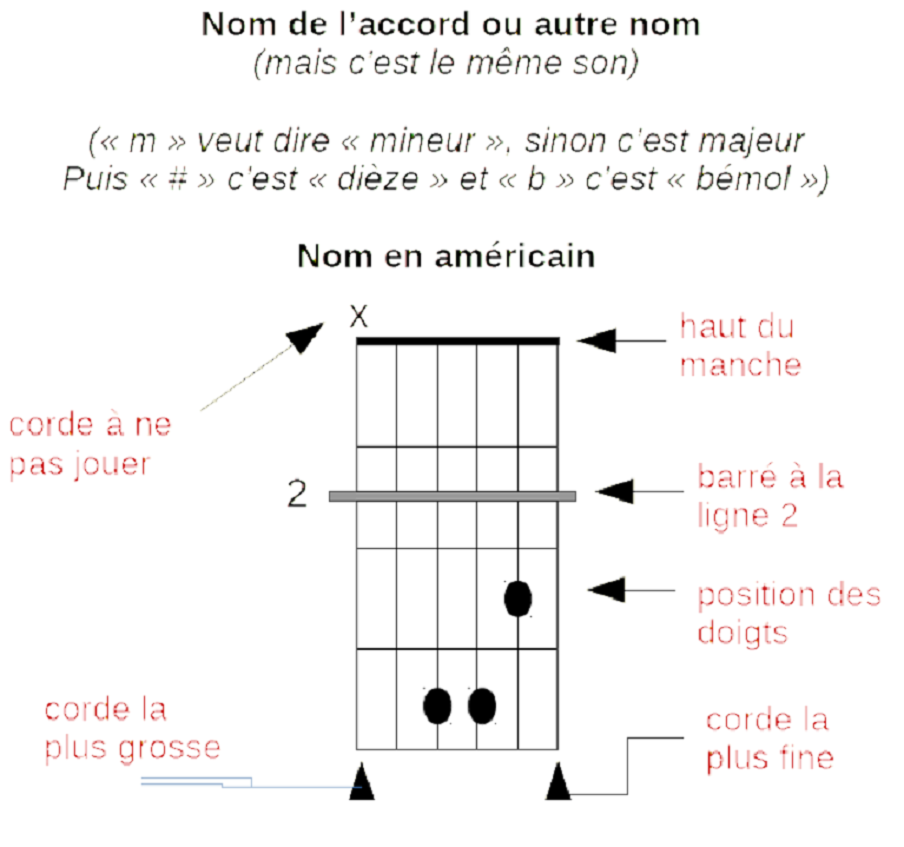 Nom de l'accord ou autre nom
(mais c'est le même son)
(« m » veut dire « mineur », sinon c'est majeur
Puis « # » c'est « dièze » et « b » c'est « bémol »)
Nom en américain
X
haut du
manche
corde à ne
pas jouer
2
barré à la
ligne 2
position des
doigts
corde la
plus grosse
corde la
plus fine